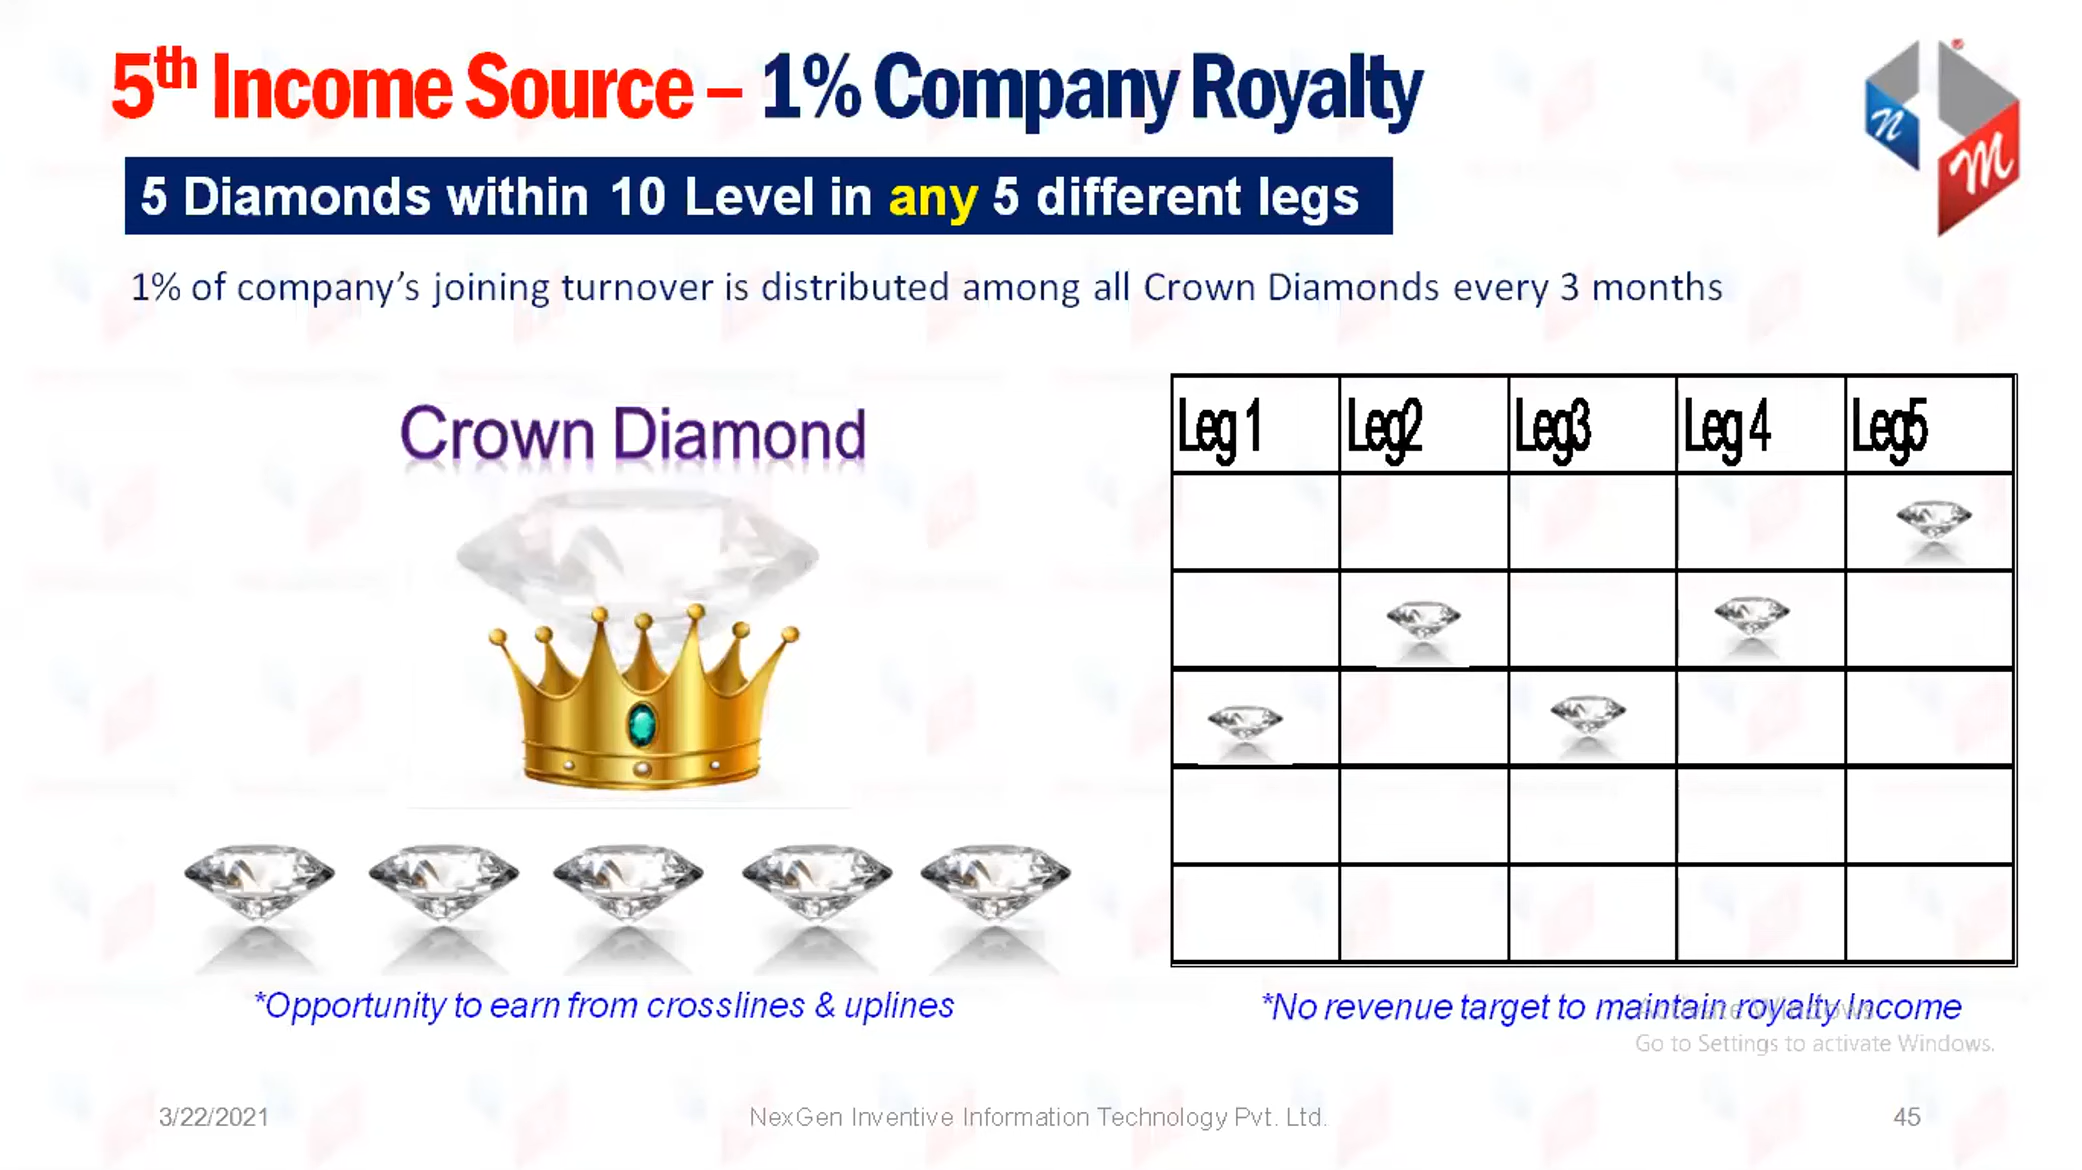 5th Income Source – 1% Company Royalty
5 Diamonds within 10 Level in any 5 different legs
1% of company's joining turnover is distributed among all Crown Diamonds every 3 months
Crown Diamond
Leg 1 Leg2 Leg3 Leg 4 Leg5
*Opportunity to earn from crosslines & uplines
*No revenue target to maintain royalty Income
Activate Windows
Go to Settings to activate Windows.
3/22/2021 NexGen Inventive Information Technology Pvt. Ltd. 45
n
M